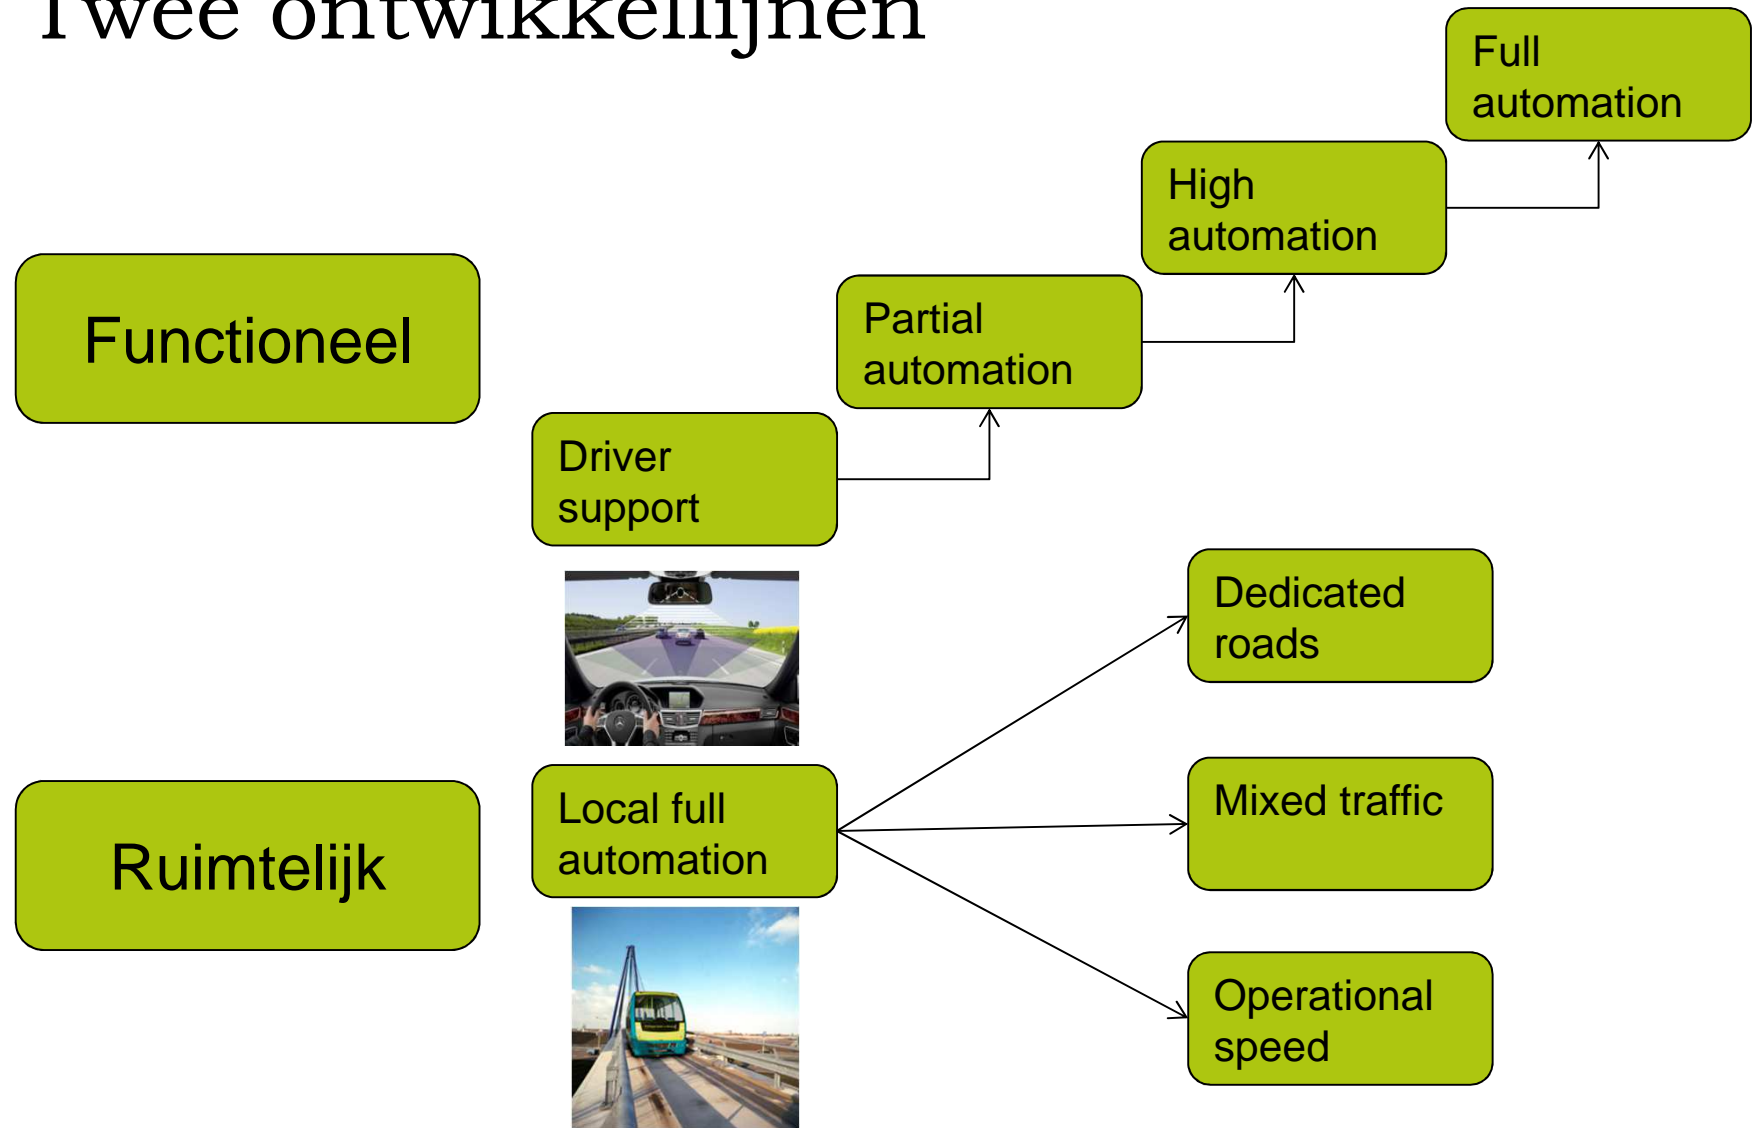 Twee ontwikkellijnen
Full
automation
High
automation
Partial
automation
Functioneel
Driver
support
Dedicated
roads
Ruimtelijk
Local full
automation
Mixed traffic
Operational
speed